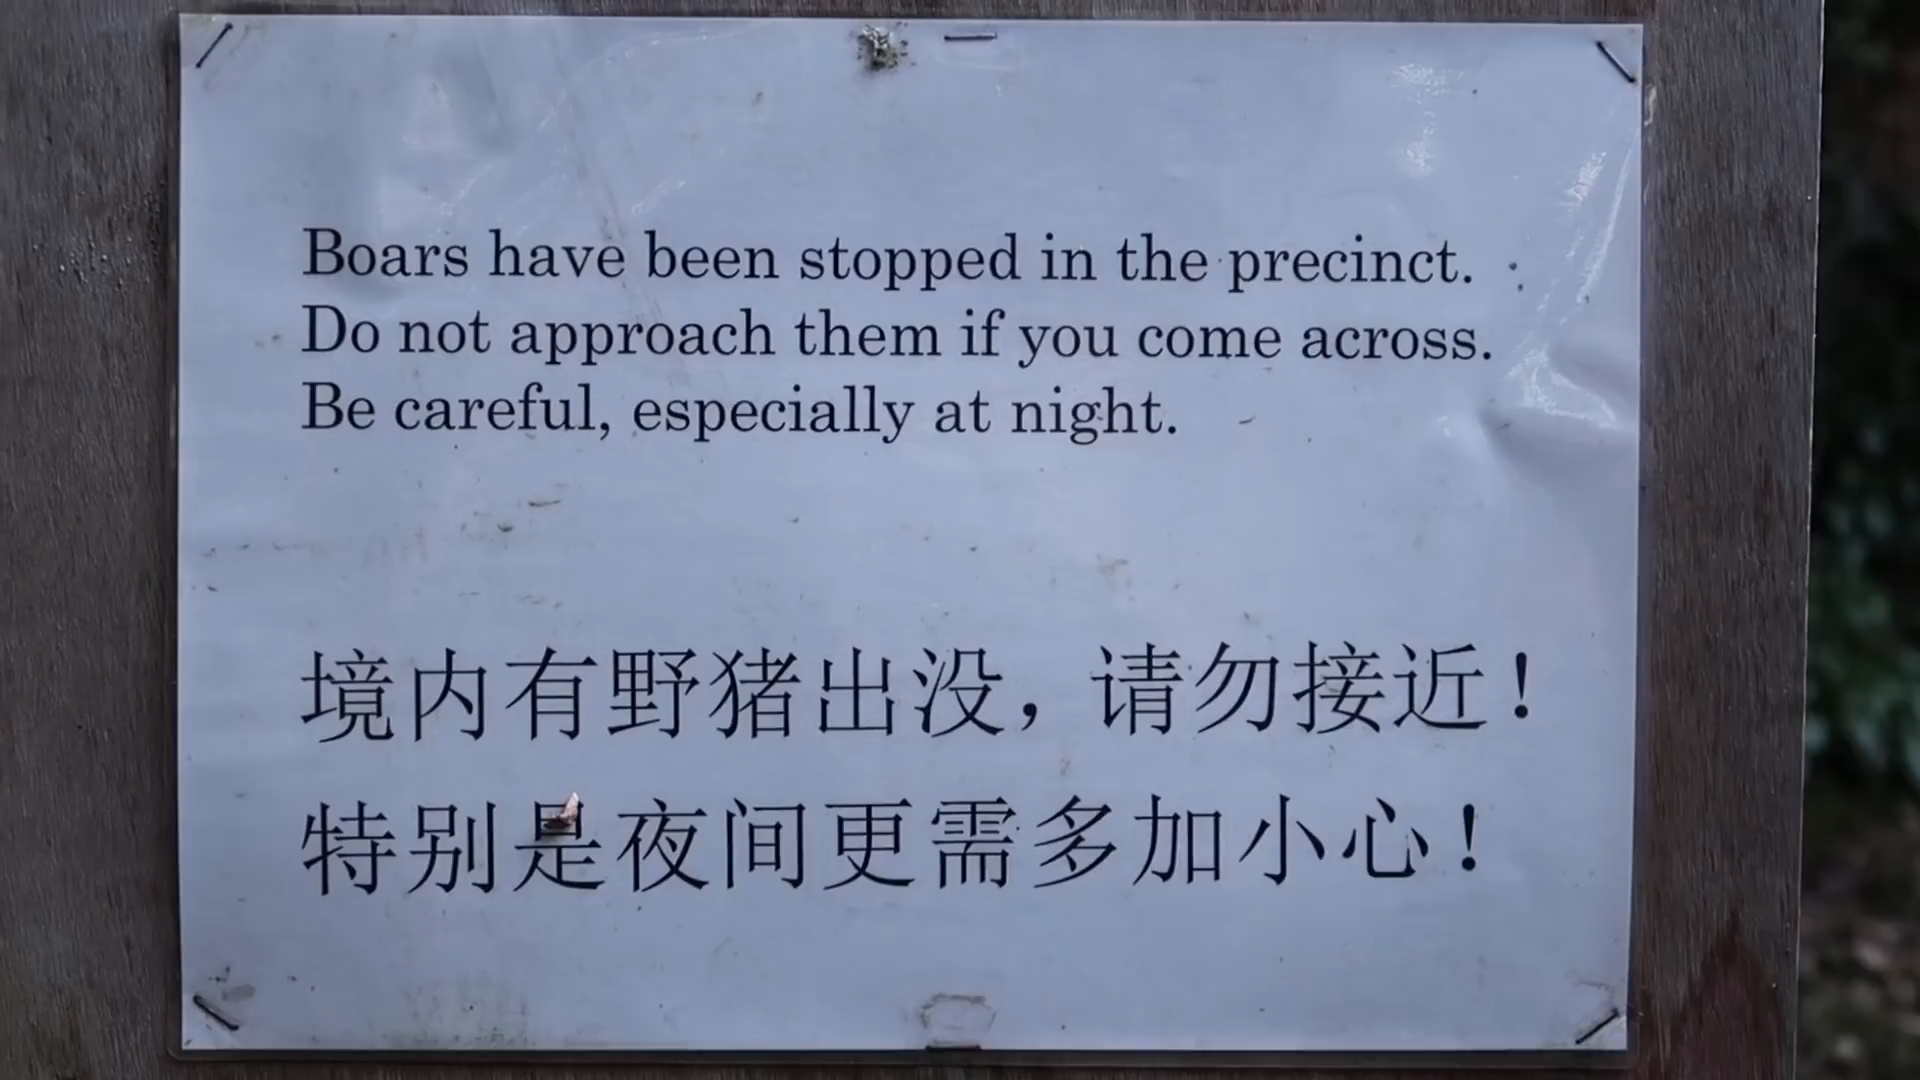 Boars have been stopped in the precinct.
Do not approach them if you come across.
Be careful, especially at night.
境内有野猪出没，请勿接近！
特别是夜间更需多加小心！